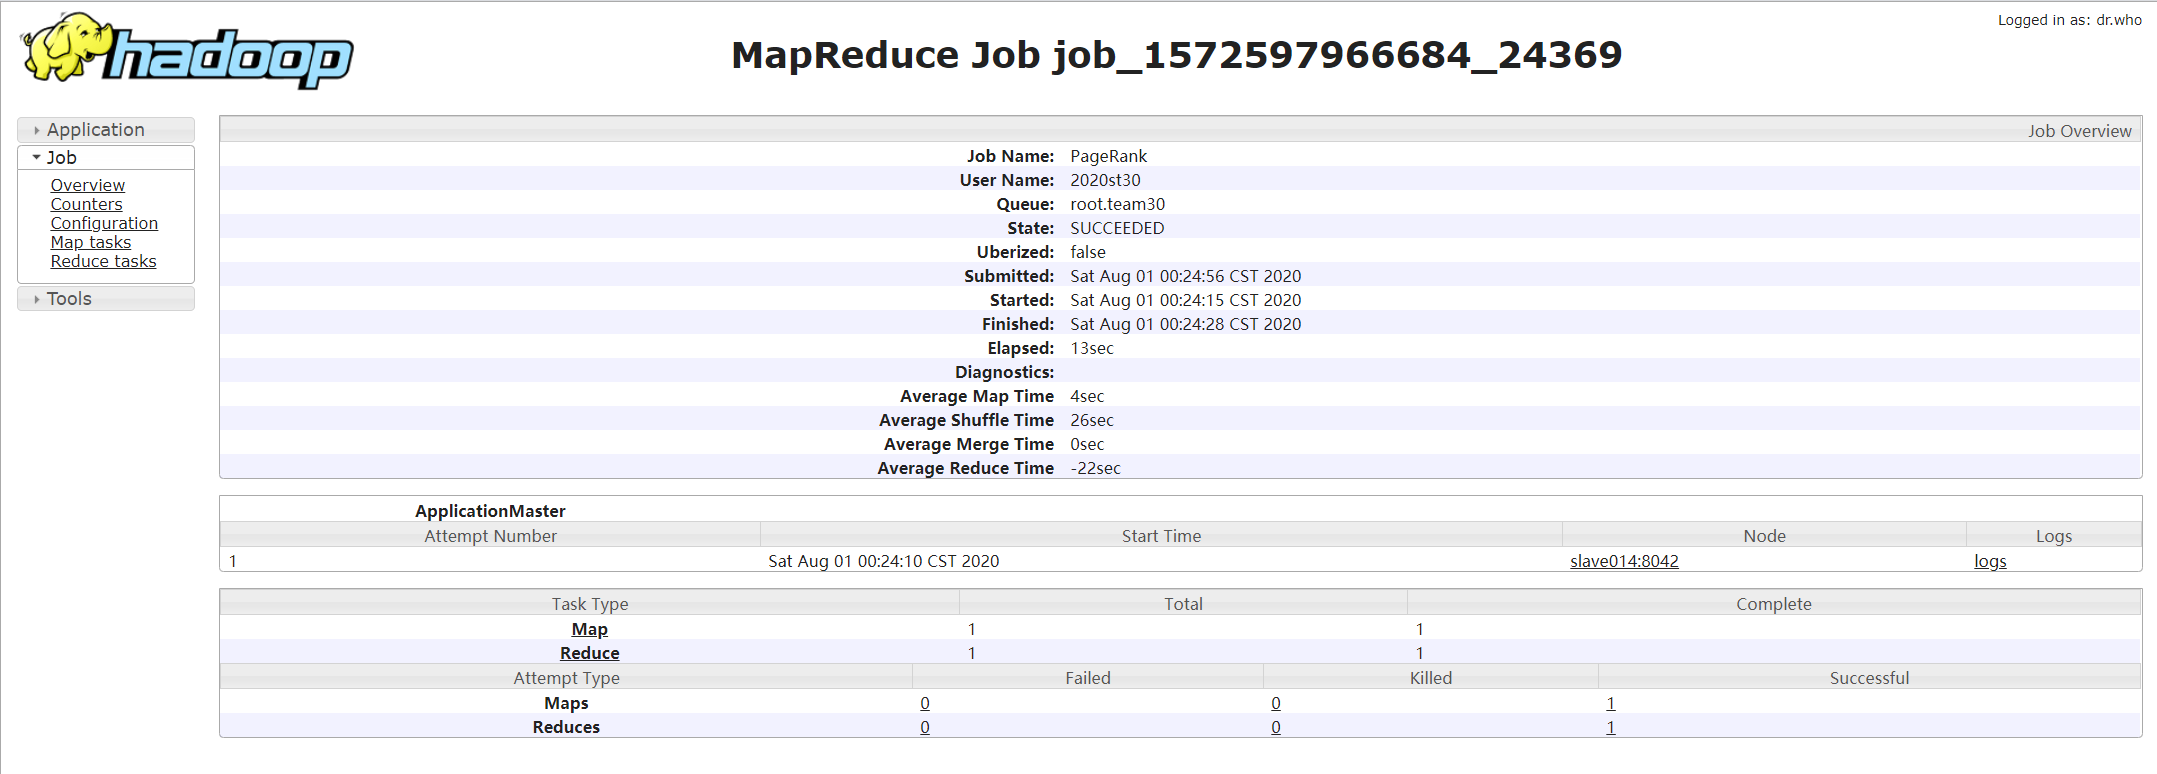 Logged in as: dr.who
hadoop
MapReduce Job job_1572597966684_24369
Application
Job
Overview
Counters
Configuration
Map tasks
Reduce tasks
Tools
Job Overview
Job Name: PageRank
User Name: 2020st30
Queue: root.team30
State: SUCCEEDED
Uberized: false
Submitted: Sat Aug 01 00:24:56 CST 2020
Started: Sat Aug 01 00:24:15 CST 2020
Finished: Sat Aug 01 00:24:28 CST 2020
Elapsed: 13sec
Diagnostics:
Average Map Time 4sec
Average Shuffle Time 26sec
Average Merge Time 0sec
Average Reduce Time -22sec
ApplicationMaster
Attempt Number Start Time Node Logs
1 Sat Aug 01 00:24:10 CST 2020 slave014:8042 logs
Task Type Total Complete
Map 1 1
Reduce 1 1
Attempt Type Failed Killed Successful
Maps 0 0 1
Reduces 0 0 1